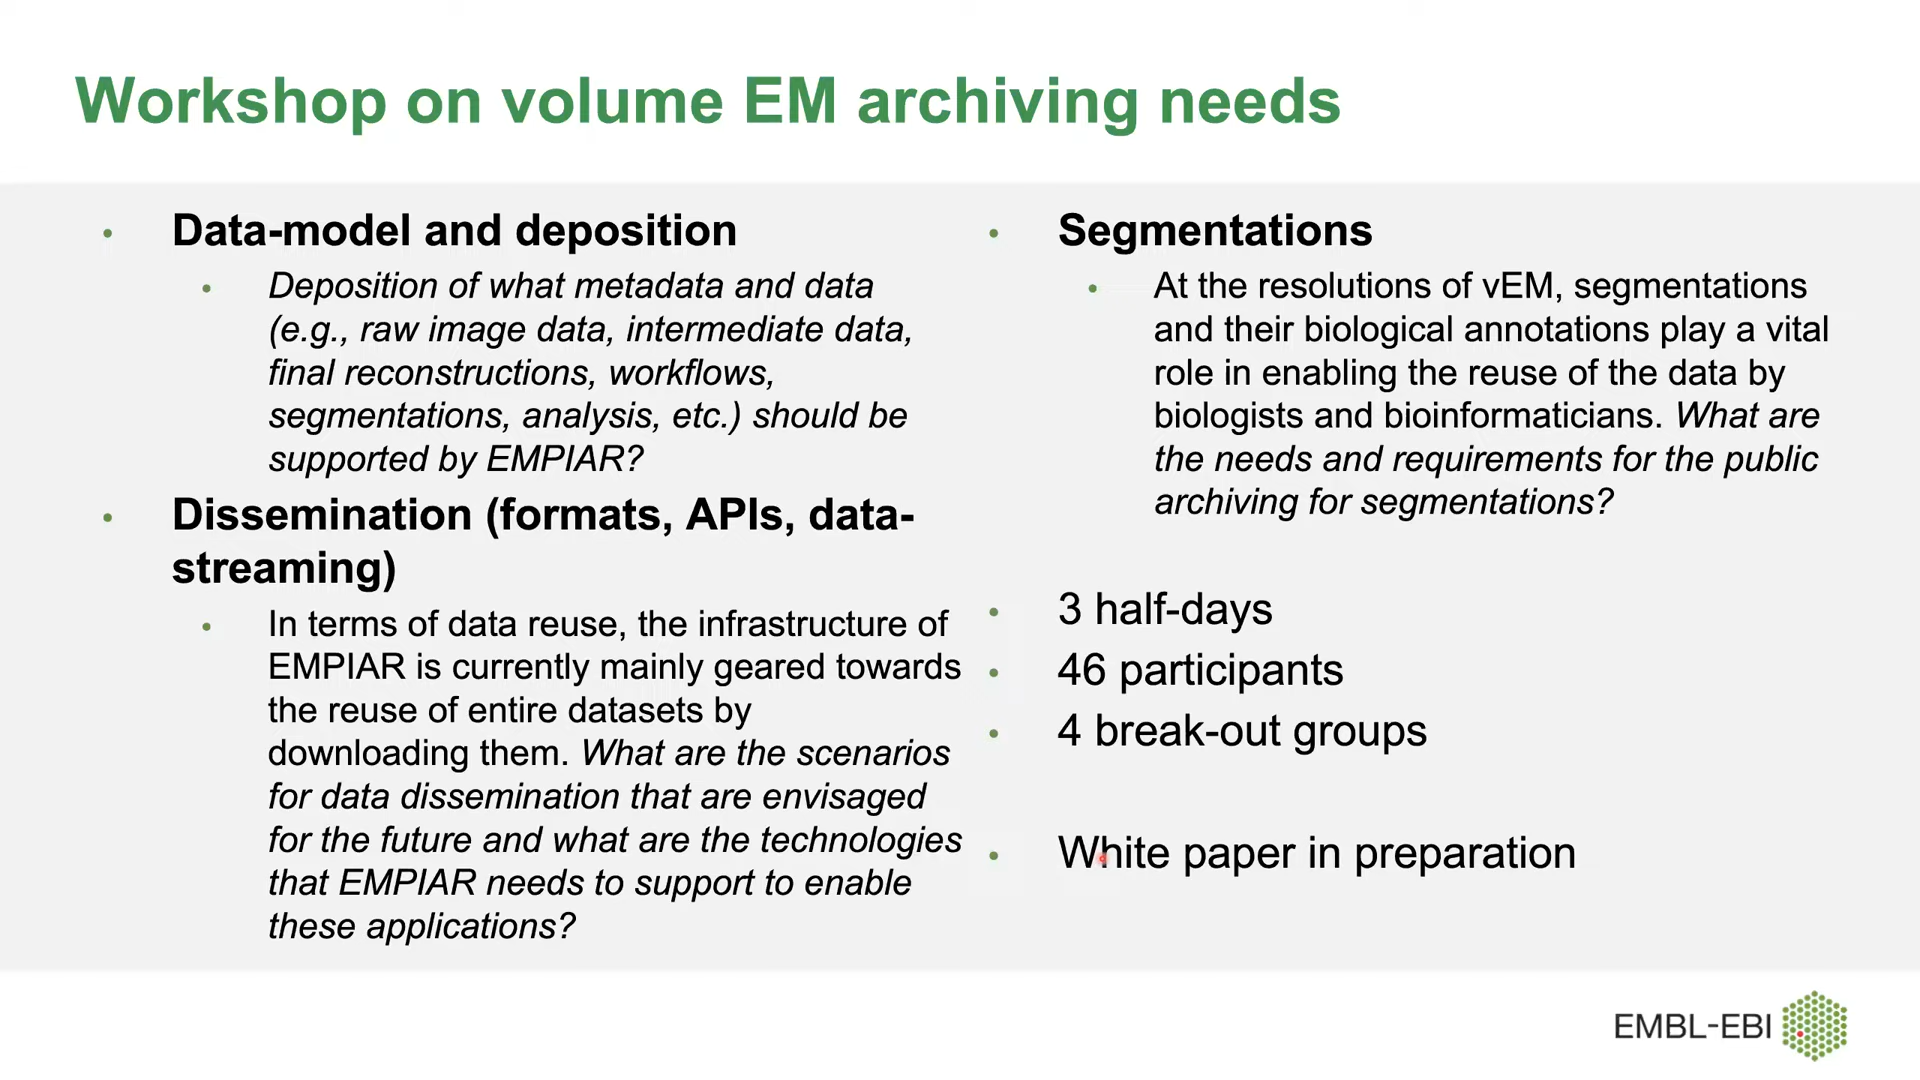 Workshop on volume EM archiving needs
• Data-model and deposition
• Deposition of what metadata and data
(e.g., raw image data, intermediate data,
final reconstructions, workflows,
segmentations, analysis, etc.) should be
supported by EMPIAR?
• Dissemination (formats, APIs, data-
streaming)
• In terms of data reuse, the infrastructure of
EMPIAR is currently mainly geared towards
the reuse of entire datasets by
downloading them. What are the scenarios
for data dissemination that are envisaged
for the future and what are the technologies
that EMPIAR needs to support to enable
these applications?
• Segmentations
• At the resolutions of vEM, segmentations
and their biological annotations play a vital
role in enabling the reuse of the data by
biologists and bioinformaticians. What are
the needs and requirements for the public
archiving for segmentations?
• 3 half-days
• 46 participants
• 4 break-out groups
• White paper in preparation
EMBL-EBI